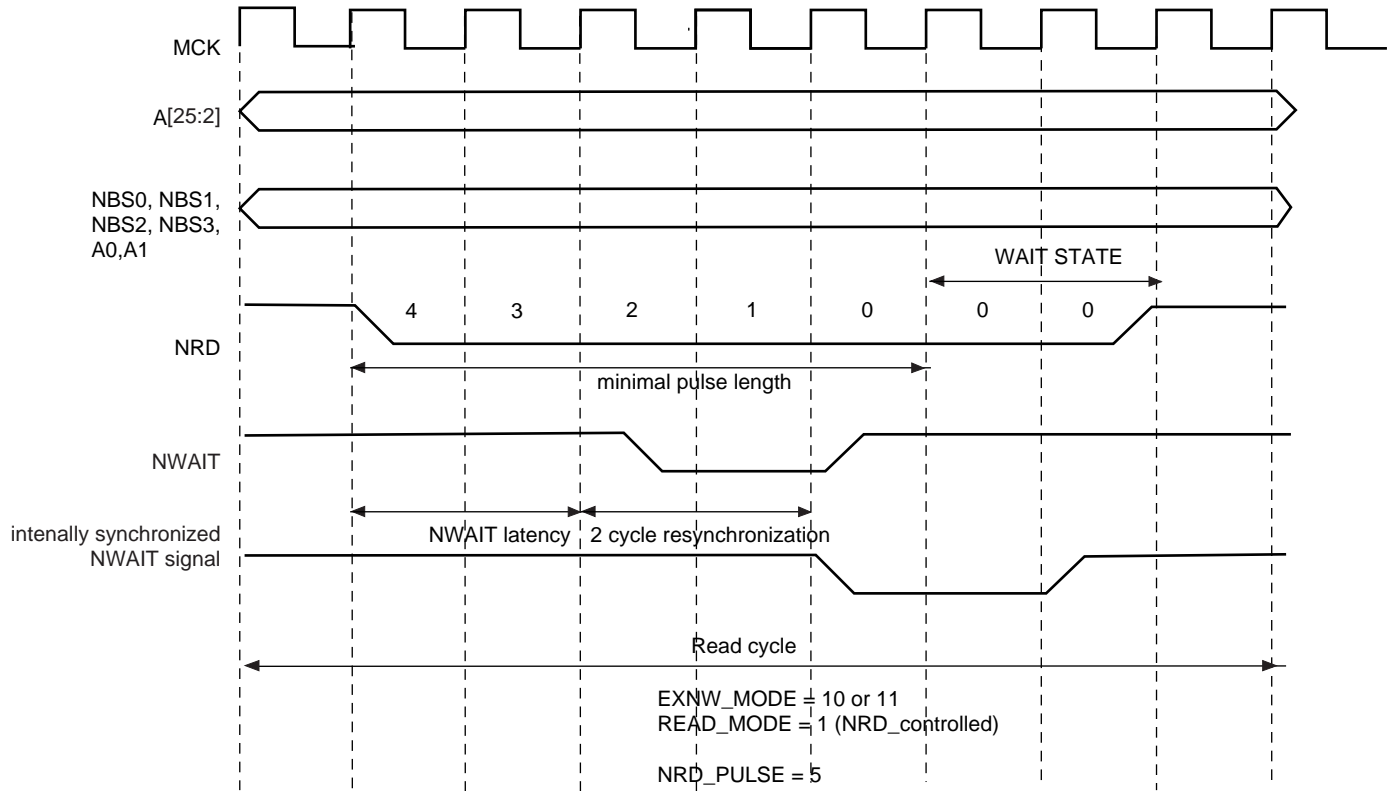 MCK
A[25:2]
NBS0, NBS1,
NBS2, NBS3,
A0,A1
WAIT STATE
4 3 2 1 0 0 0
NRD
minimal pulse length
NWAIT
intenally synchronized
NWAIT signal
NWAIT latency 2 cycle resynchronization
Read cycle
EXNW_MODE = 10 or 11
READ_MODE = 1 (NRD_controlled)
NRD_PULSE = 5